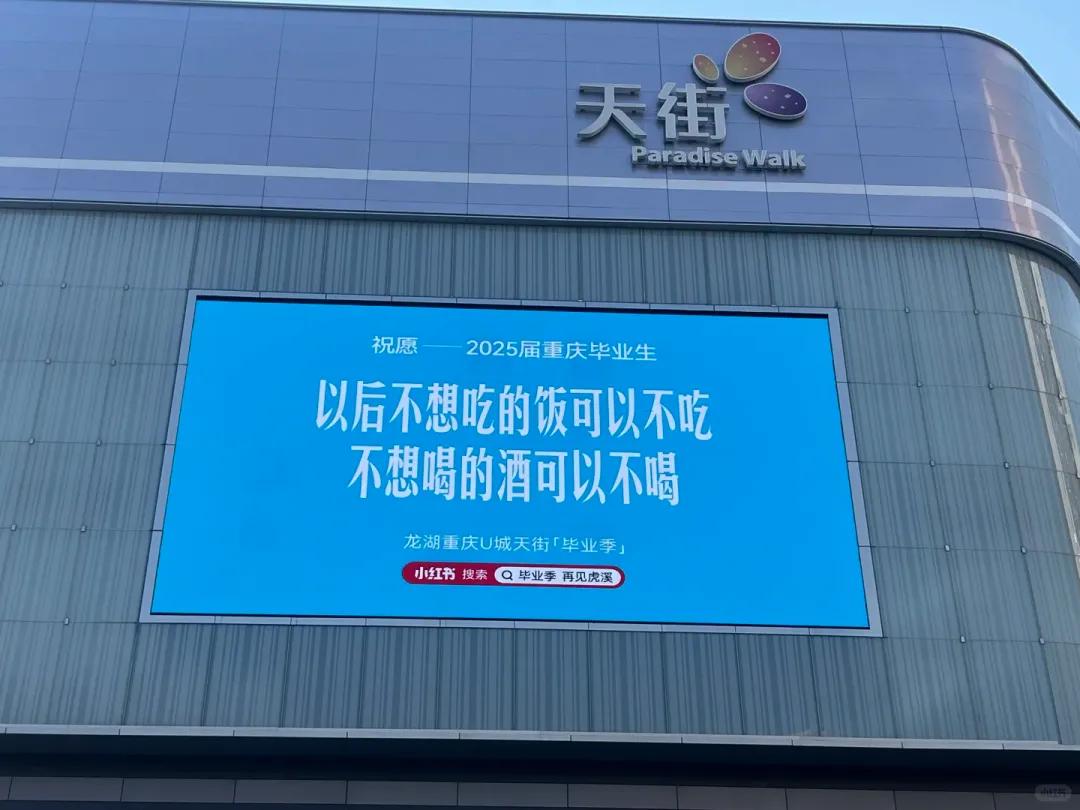 天街
Paradise Walk
祝愿——2025届重庆毕业生
以后不想吃的饭可以不吃
不想喝的酒可以不喝
龙湖重庆U城天街「毕业季」
小红书 搜索 毕业季 再见虎溪
小红书